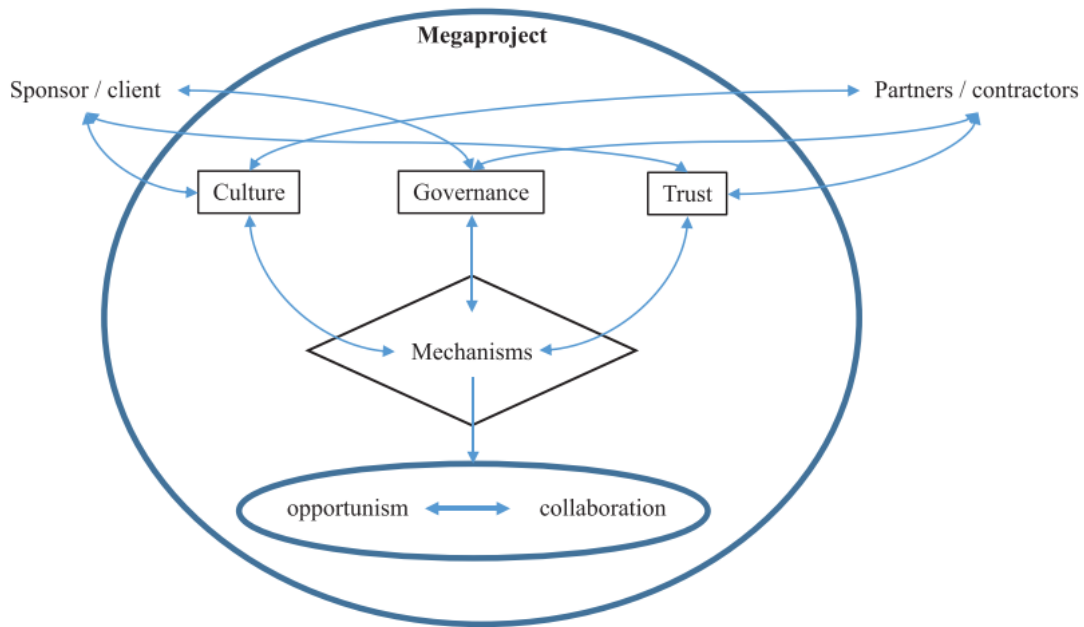 Megaproject
Sponsor / client
Partners / contractors
Culture
Governance
Trust
Mechanisms
opportunism
collaboration